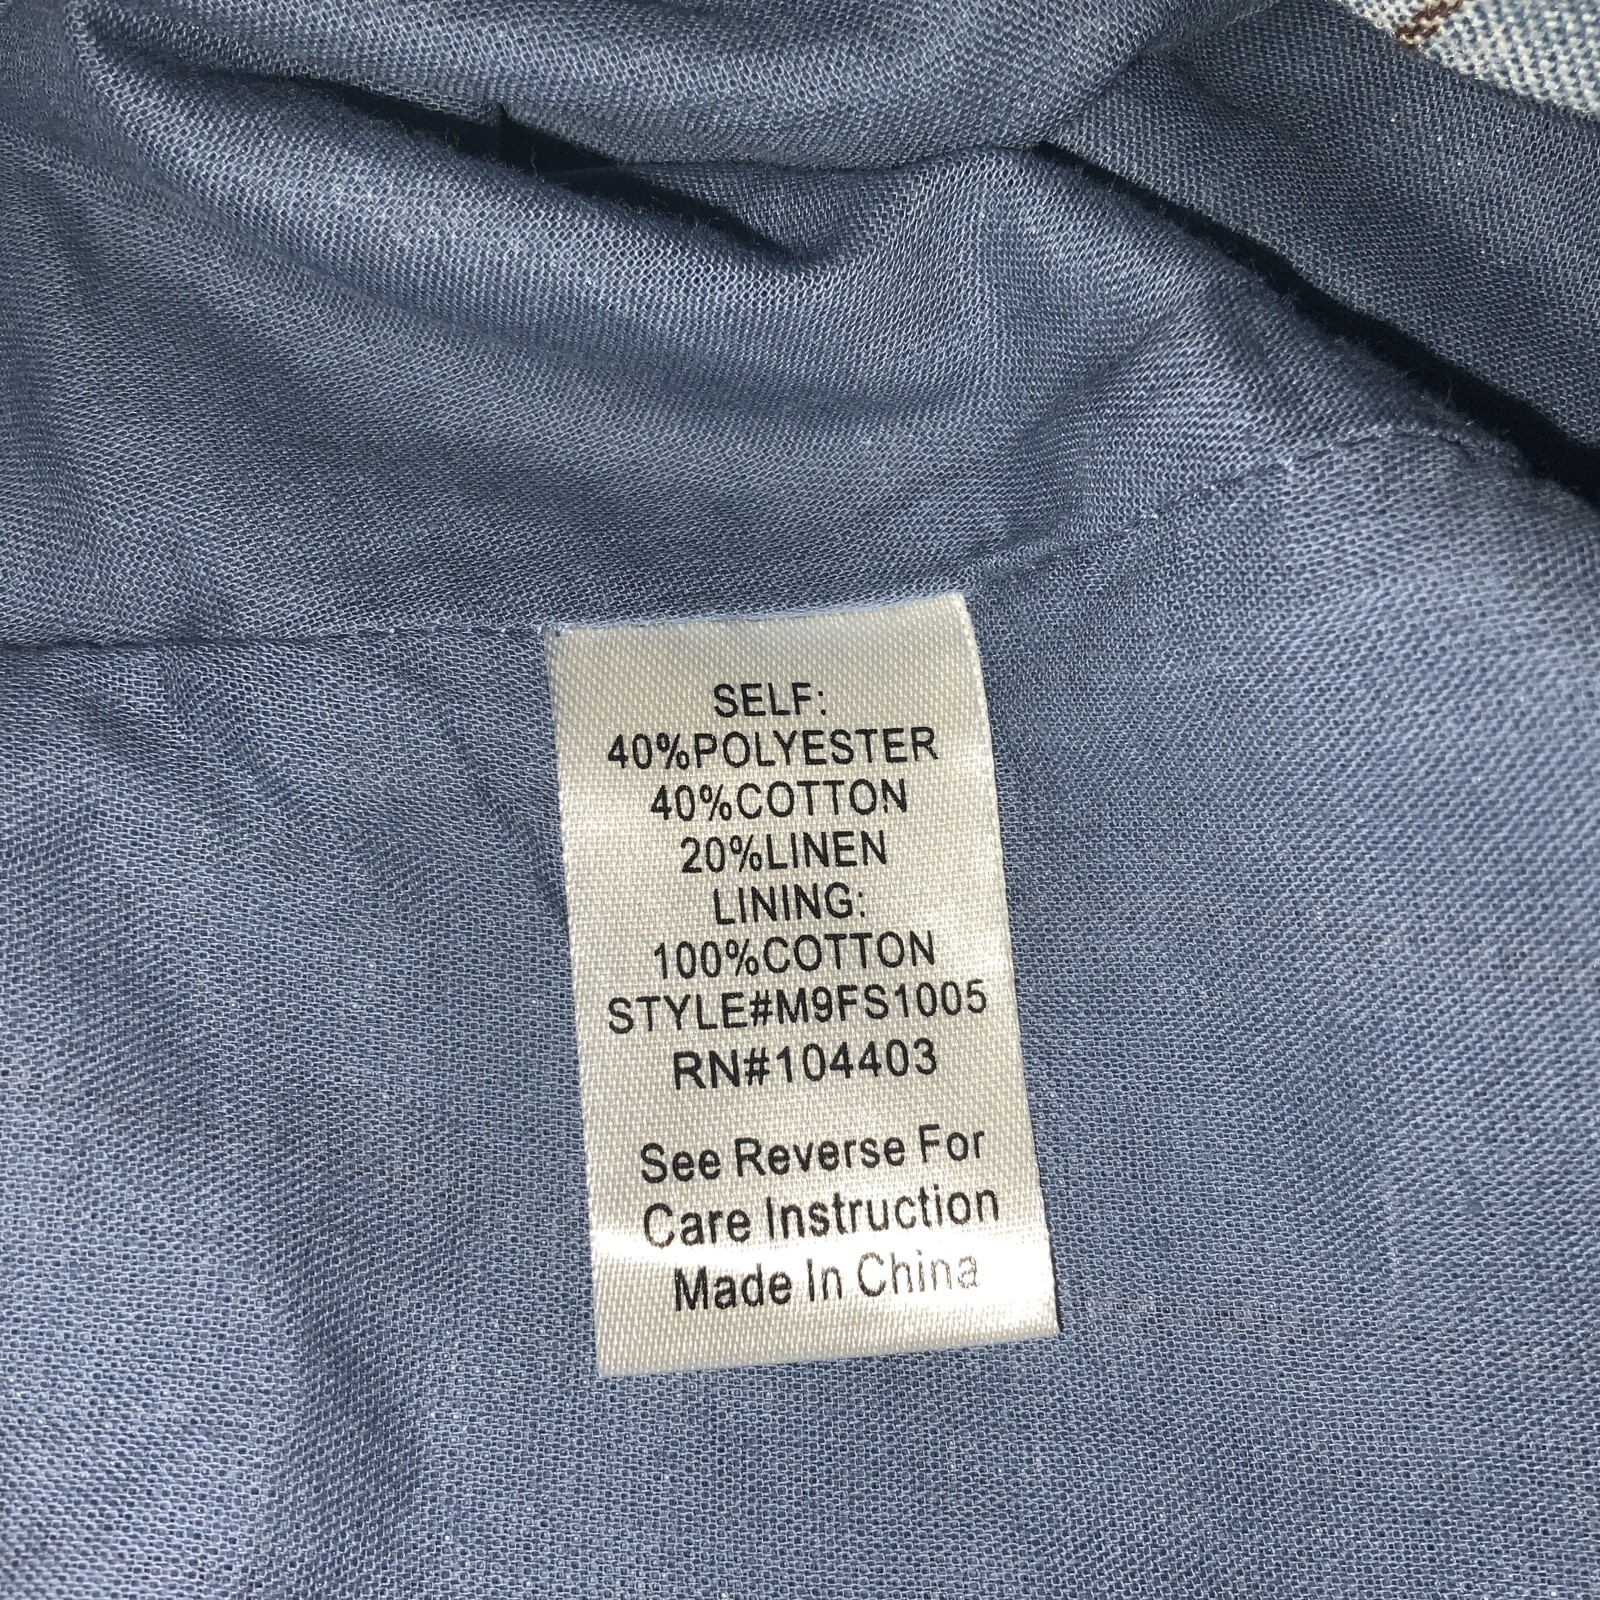 SELF:
40%POLYESTER
40%COTTON
20%LINEN
LINING:
100%COTTON
STYLE#M9FS1005
RN#104403
See Reverse For
Care Instruction
Made In China